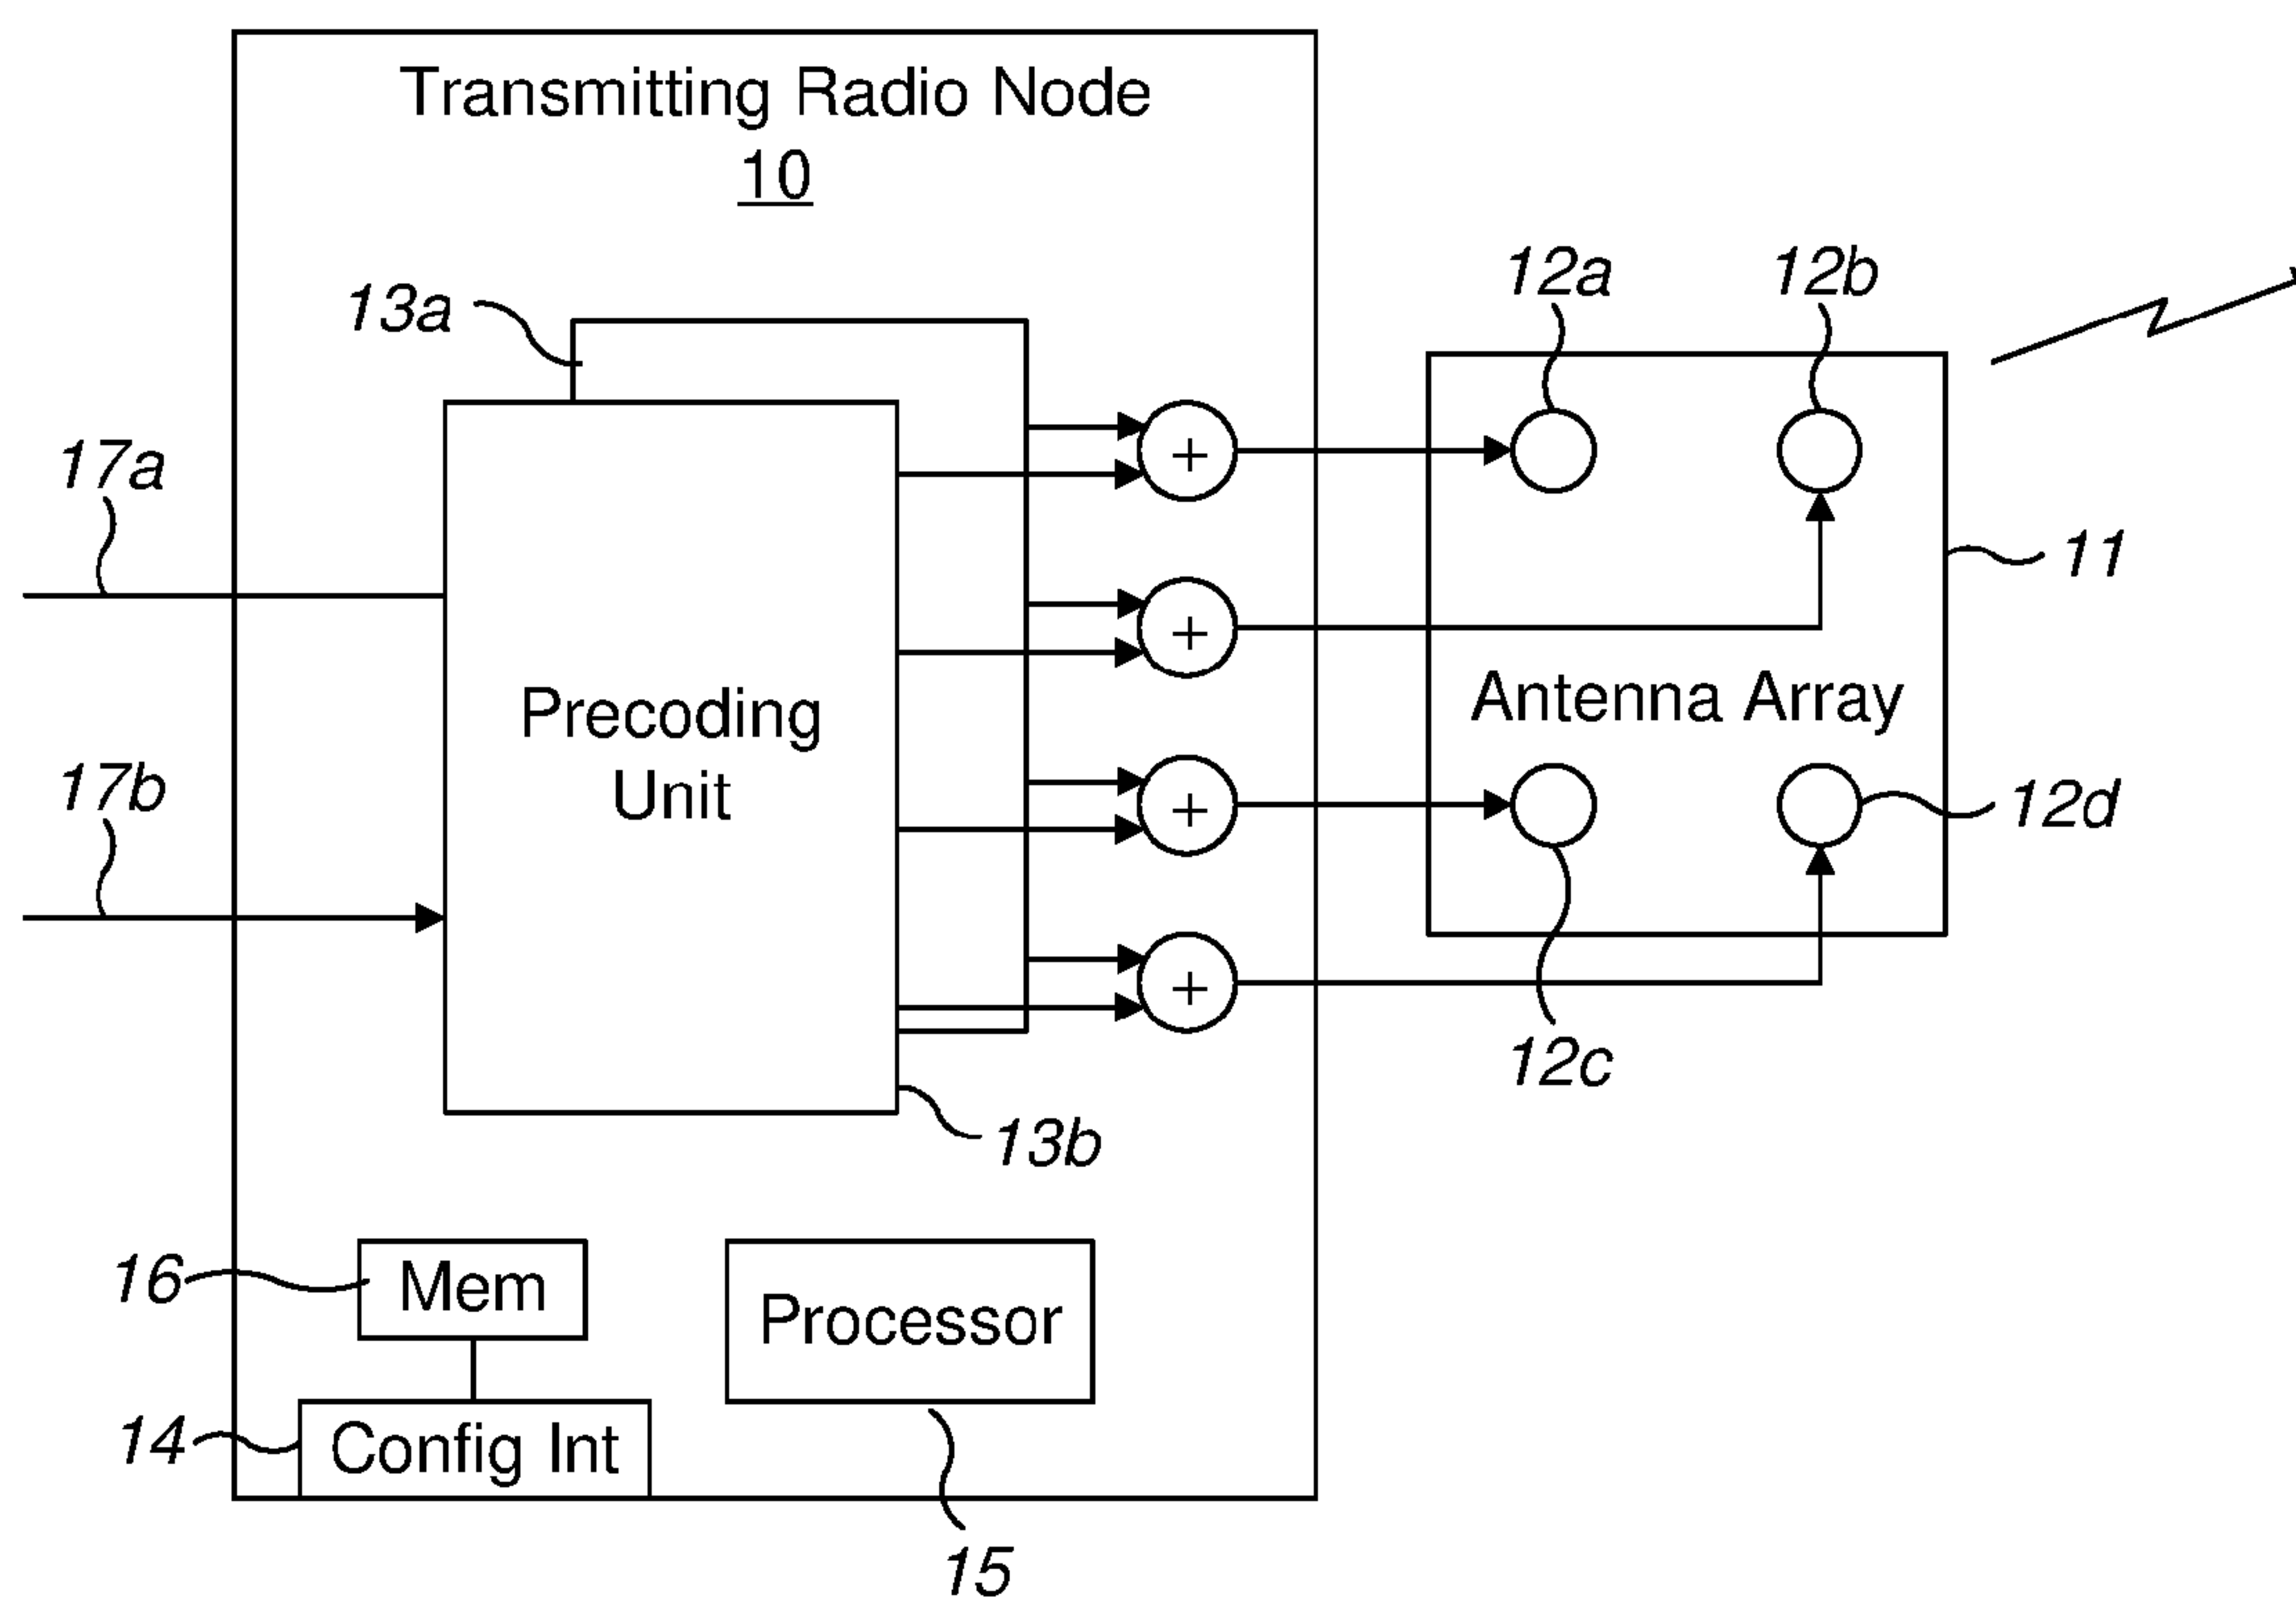 Transmitting Radio Node
10
12a
12b
13a
17a
+
11
+
Antenna Array
Precoding
Unit
17b
+
12d
+
12c
13b
16
Mem
Processor
14
Config Int
15